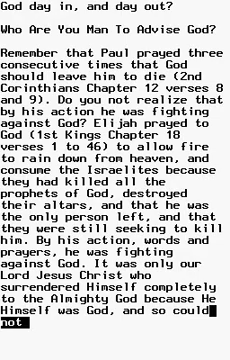 God day in, and day out?
Who Are You Man To Advise God?
Remember that Paul prayed three
consecutive times that God
should leave him to die (2nd
Corinthians Chapter 12 verses 8
and 9). Do you not realize that
by his action he was fighting
against God? Elijah prayed to
God (1st Kings Chapter 18
verses 1 to 46) to allow fire
to rain down from heaven, and
consume the Israelites because
they had killed all the
prophets of God, destroyed
their altars, and that he was
the only person left, and that
they were still seeking to kill
him. By his action, words and
prayers, he was fighting
against God. It was only our
Lord Jesus Christ who
surrendered Himself completely
to the Almighty God because He
Himself was God, and so could
not